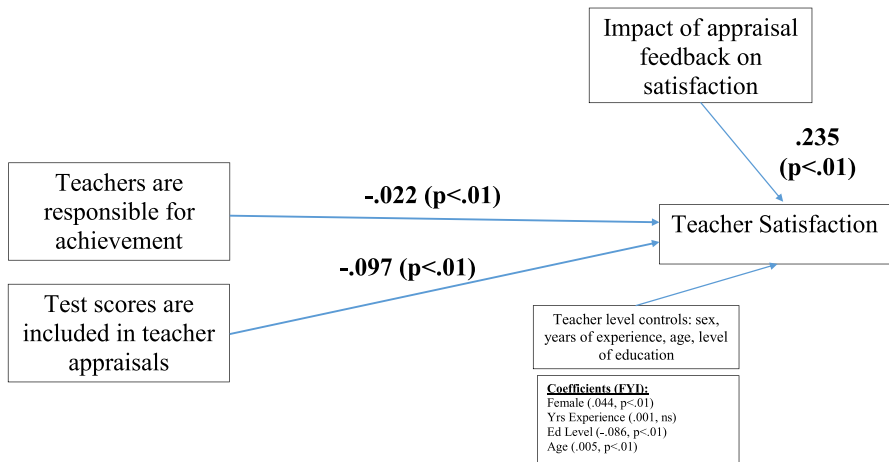 Impact of appraisal
feedback on
satisfaction
.235
(p<.01)
Teachers are
responsible for
achievement
-.022 (p<.01)
Teacher Satisfaction
-.097 (p<.01)
Test scores are
included in teacher
appraisals
Teacher level controls: sex,
years of experience, age, level
of education
Coefficients (FYI):
Female (.044, p<.01)
Yrs Experience (.001, ns)
Ed Level (-.086, p<.01)
Age (.005, p<.01)